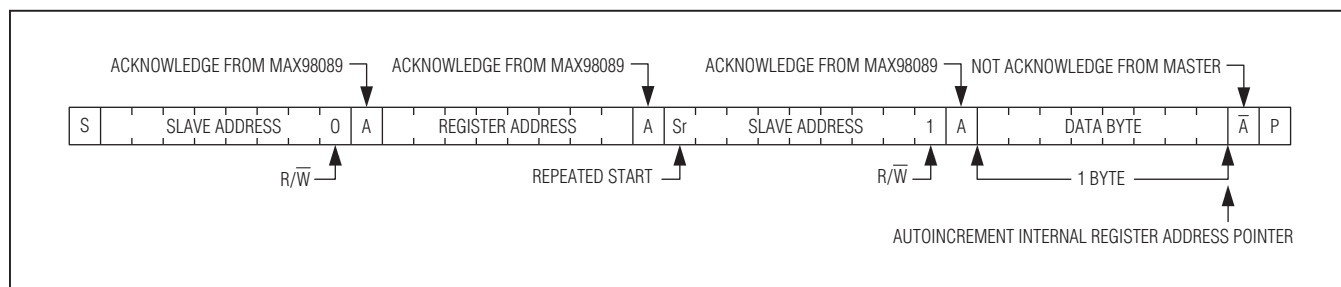 ACKNOWLEDGE FROM MAX98089 ACKNOWLEDGE FROM MAX98089 ACKNOWLEDGE FROM MAX98089 NOT ACKNOWLEDGE FROM MASTER
S SLAVE ADDRESS 0 A REGISTER ADDRESS A Sr SLAVE ADDRESS 1 A DATA BYTE A̅ P
R/W̅ REPEATED START R/W̅ 1 BYTE
AUTOINCREMENT INTERNAL REGISTER ADDRESS POINTER